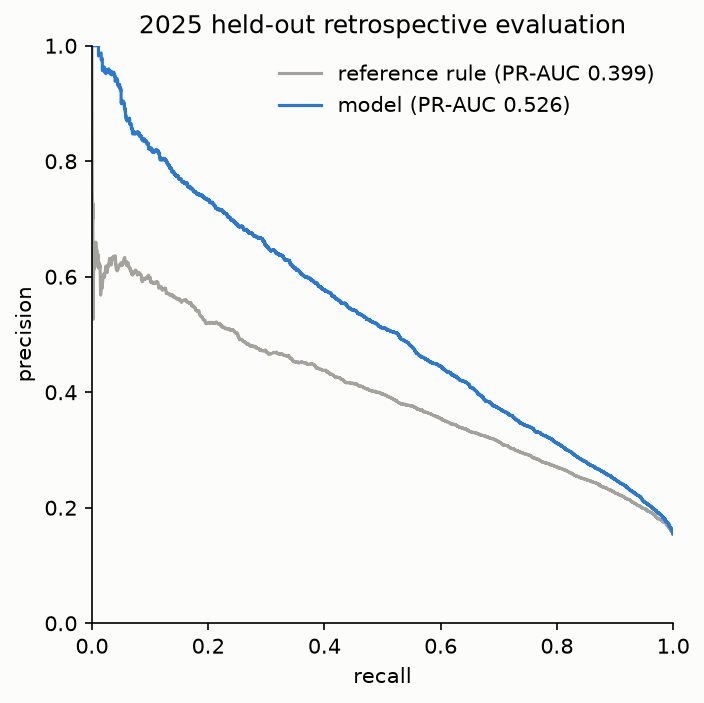 2025 held-out retrospective evaluation
reference rule (PR-AUC 0.399)
model (PR-AUC 0.526)
1.0
0.8
0.6
0.4
0.2
0.0
precision
0.0 0.2 0.4 0.6 0.8 1.0
recall